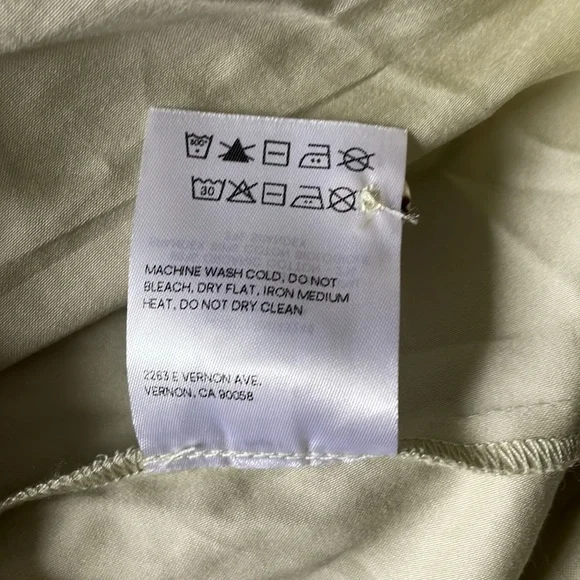 30
MACHINE WASH COLD, DO NOT
BLEACH, DRY FLAT, IRON MEDIUM
HEAT, DO NOT DRY CLEAN
2263 E VERNON AVE.
VERNON, CA 90058